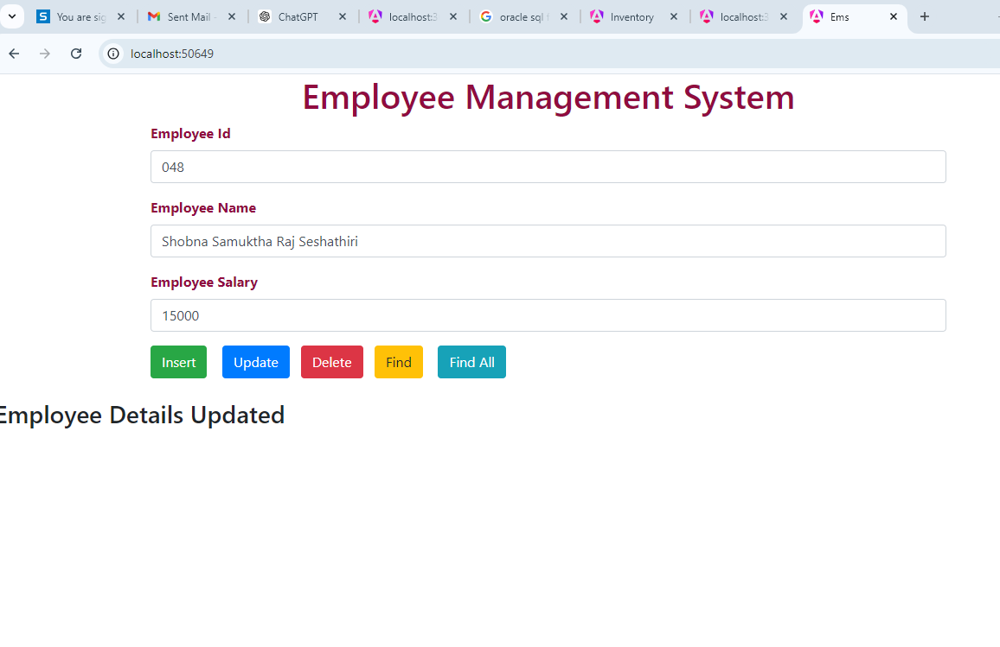 You are sig Sent Mail - ChatGPT localhost:3 oracle sql Inventory localhost:3 Ems
localhost:50649
Employee Management System
Employee Id
048
Employee Name
Shobna Samuktha Raj Seshathiri
Employee Salary
15000
Insert Update Delete Find Find All
Employee Details Updated